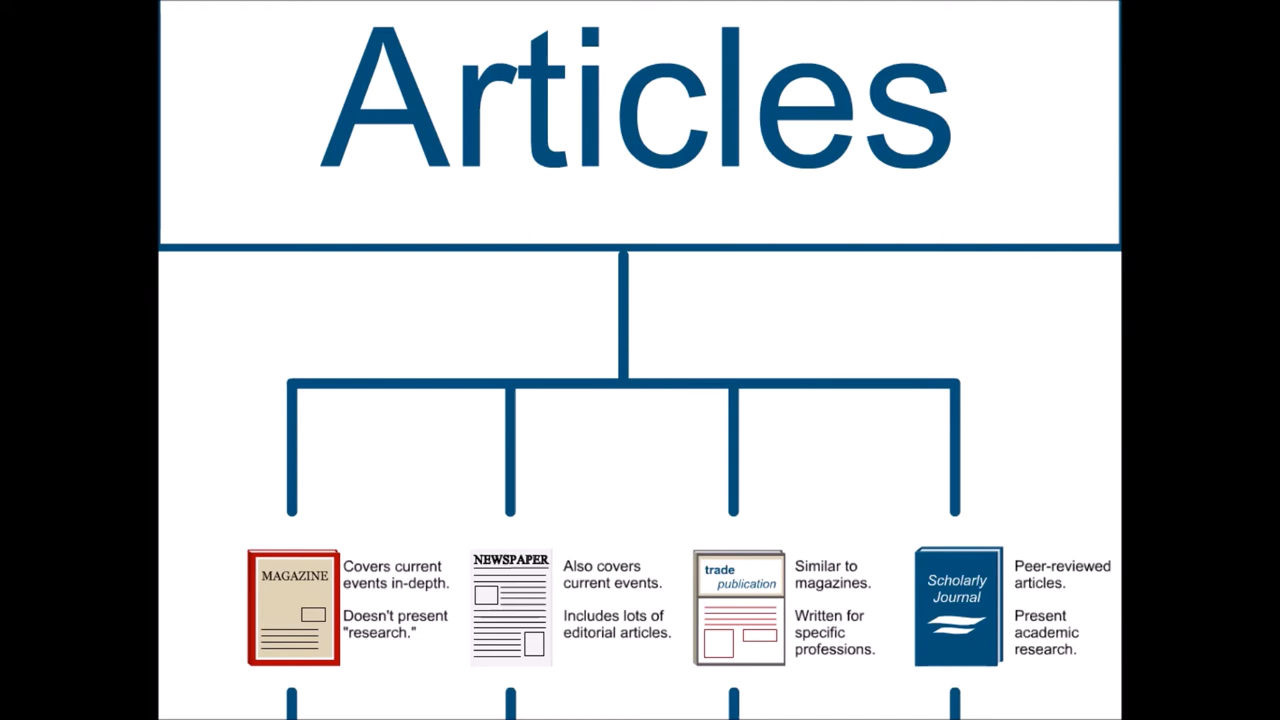 Articles
MAGAZINE
Covers current
events in-depth.
Doesn't present
"research."
NEWSPAPER
Also covers
current events.
Includes lots of
editorial articles.
trade
publication
Similar to
magazines.
Written for
specific
professions.
Scholarly
Journal
Peer-reviewed
articles.
Present
academic
research.